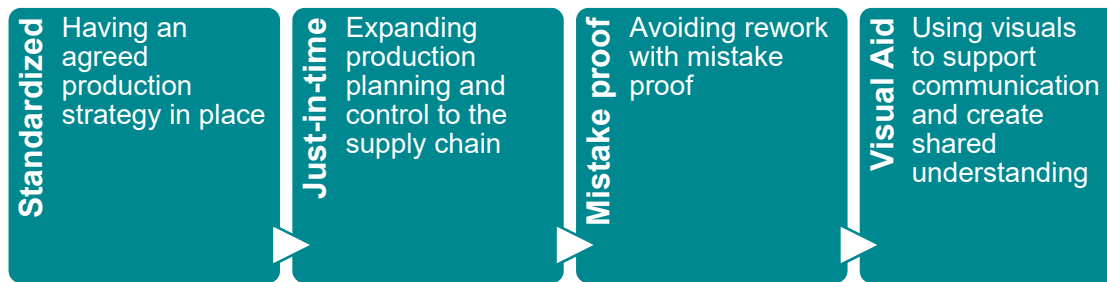 Standardized
Having an
agreed
production
strategy in place
Just-in-time
Expanding
production
planning and
control to the
supply chain
Mistake proof
Avoiding rework
with mistake
proof
Visual Aid
Using visuals
to support
communication
and create
shared
understanding